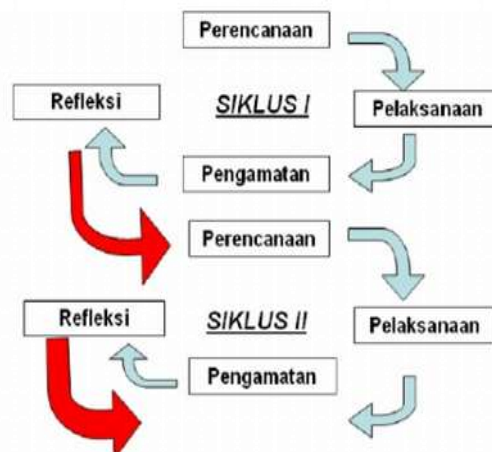 Perencanaan
Refleksi
SIKLUS I
Pelaksanaan
Pengamatan
Perencanaan
Refleksi
SIKLUS II
Pelaksanaan
Pengamatan